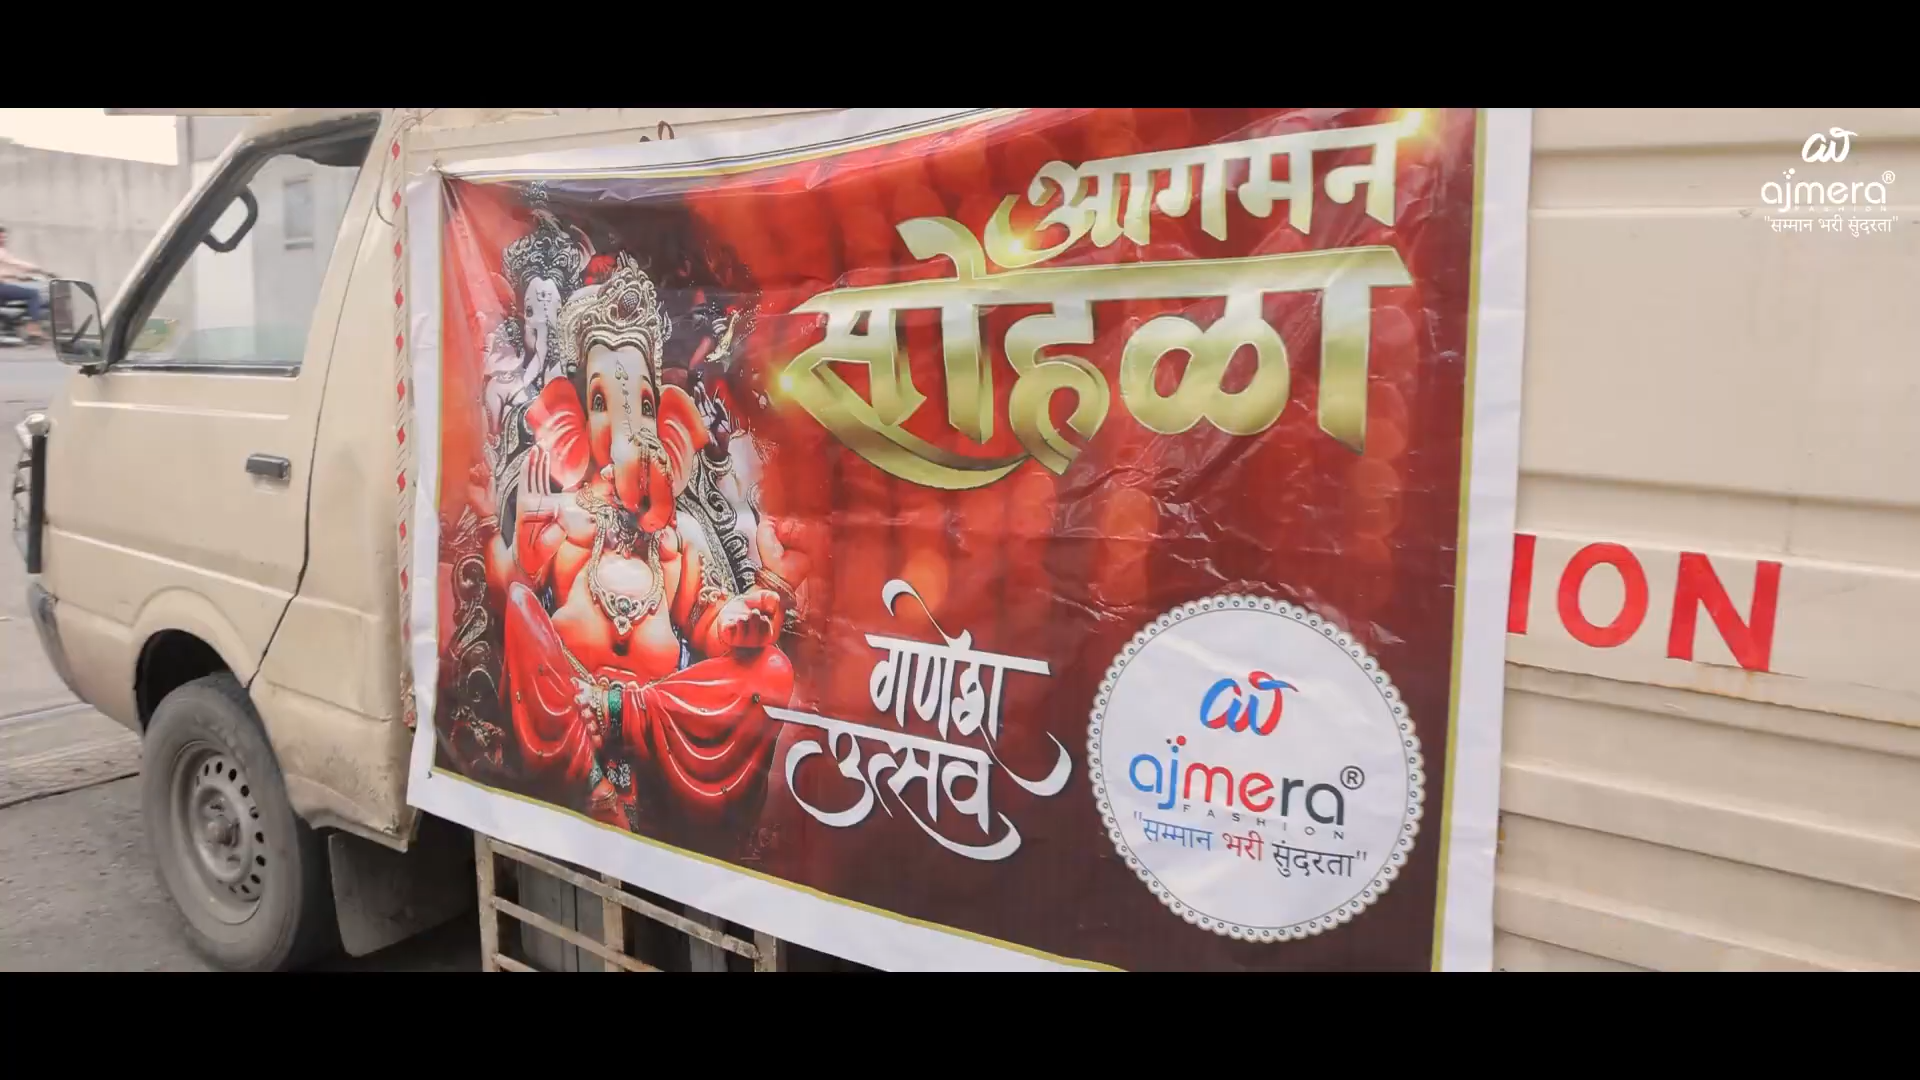 आगमन
सोहळा
गणेश
उत्सव
ajmera®
FASHION
"सम्मान भरी सुंदरता"
ION
ajmera®
FASHION
"सम्मान भरी सुंदरता"